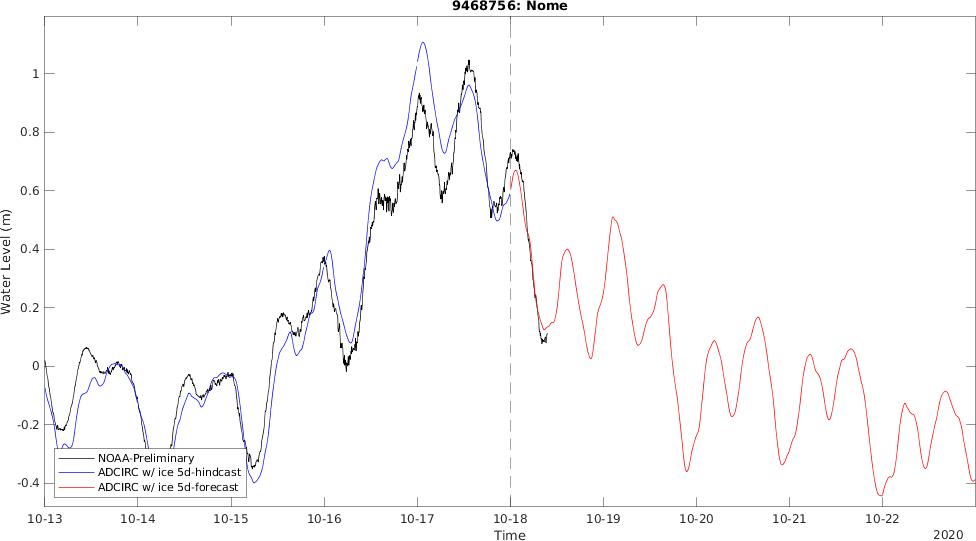 9468756: Nome
Water Level (m)
1
0.8
0.6
0.4
0.2
0
-0.2
-0.4
NOAA-Preliminary
ADCIRC w/ ice 5d-hindcast
ADCIRC w/ ice 5d-forecast
10-13 10-14 10-15 10-16 10-17 10-18 10-19 10-20 10-21 10-22
Time
2020